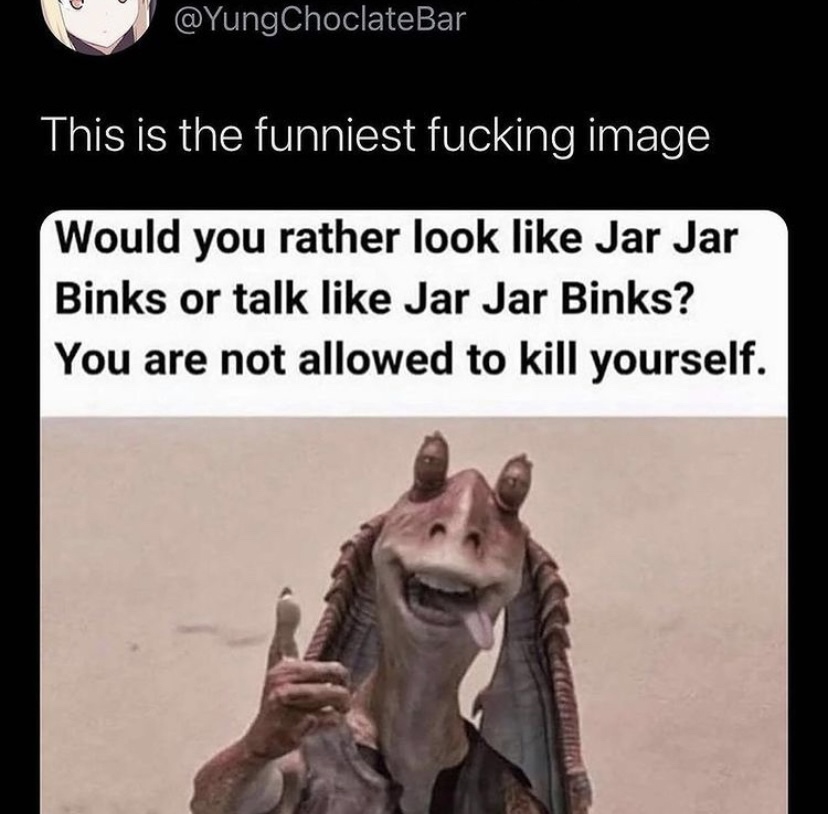 @YungChoclateBar
This is the funniest fucking image
Would you rather look like Jar Jar
Binks or talk like Jar Jar Binks?
You are not allowed to kill yourself.